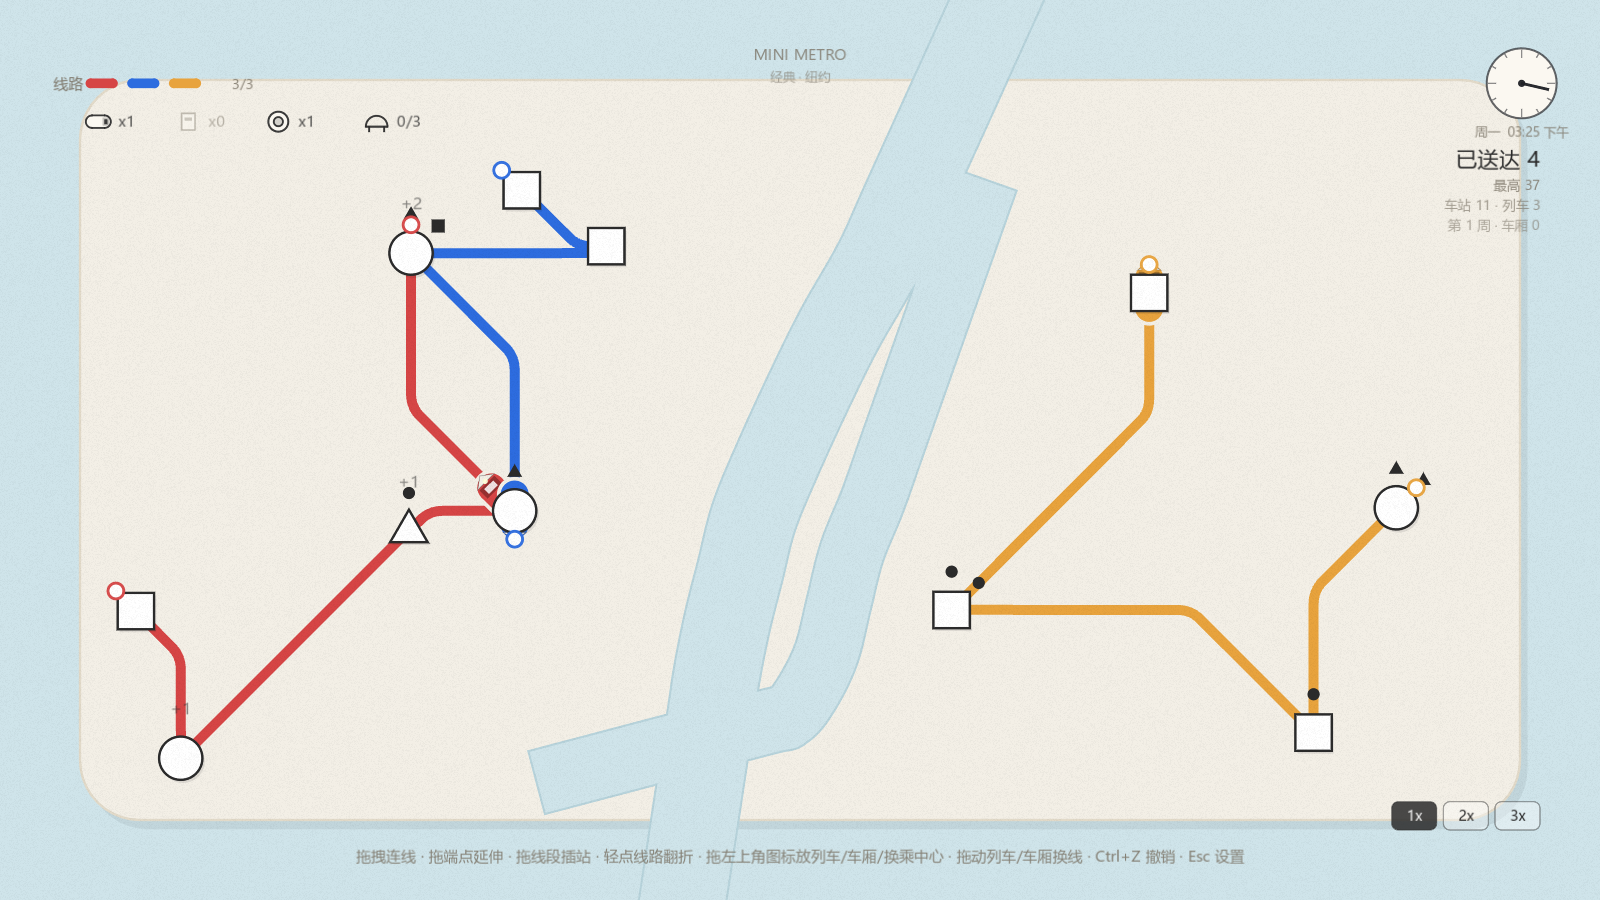 MINI METRO
经典 · 纽约
线路 3/3
x1 x0 x1 0/3
周一 03:25 下午
已送达 4
最高 37
车站 11 · 列车 3
第 1 周 · 车厢 0
+2
+1
+1
1x 2x 3x
拖拽连线 · 拖端点延伸 · 拖线段插站 · 轻点线路翻折 · 拖左上角图标放列车/车厢/换乘中心 · 拖动列车/车厢换线 · Ctrl+Z 撤销 · Esc 设置